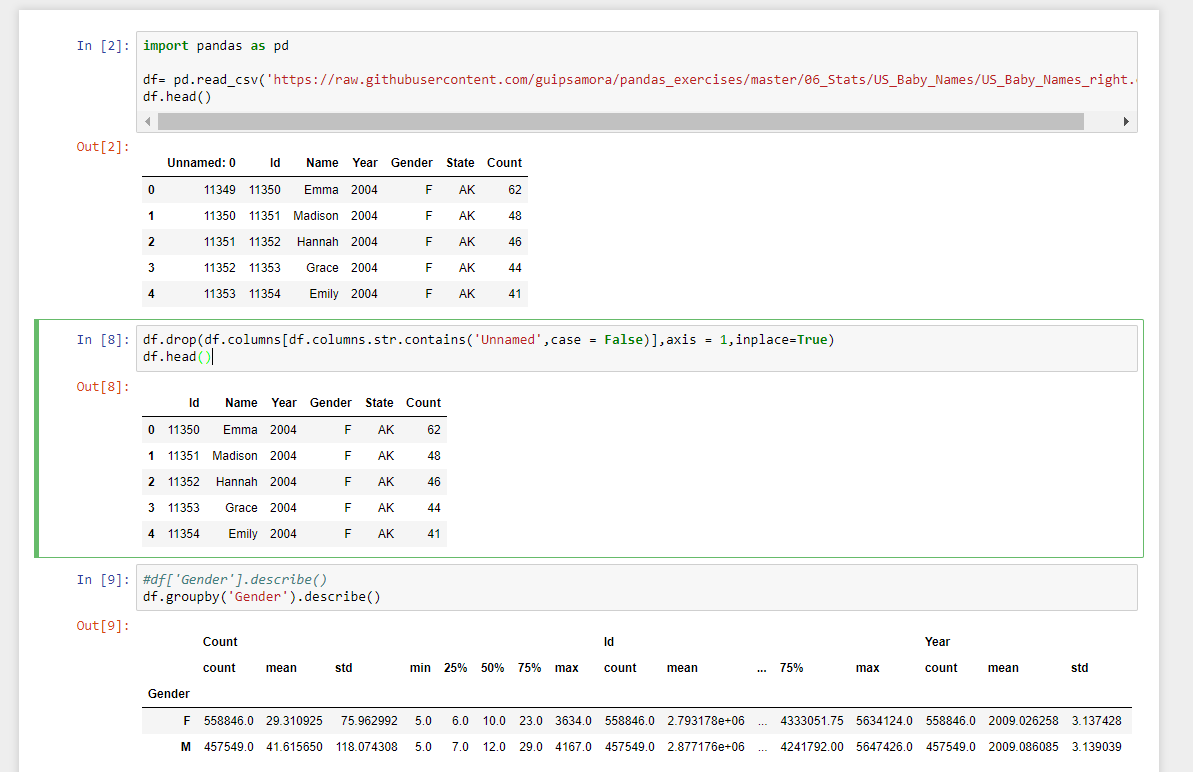 In [2]: import pandas as pd
df= pd.read_csv('https://raw.githubusercontent.com/guipsamora/pandas_exercises/master/06_Stats/US_Baby_Names/US_Baby_Names_right.
df.head()
Out[2]:
Unnamed: 0 Id Name Year Gender State Count
0 11349 11350 Emma 2004 F AK 62
1 11350 11351 Madison 2004 F AK 48
2 11351 11352 Hannah 2004 F AK 46
3 11352 11353 Grace 2004 F AK 44
4 11353 11354 Emily 2004 F AK 41
In [8]: df.drop(df.columns[df.columns.str.contains('Unnamed',case = False)],axis = 1,inplace=True)
df.head()
Out[8]:
Id Name Year Gender State Count
0 11350 Emma 2004 F AK 62
1 11351 Madison 2004 F AK 48
2 11352 Hannah 2004 F AK 46
3 11353 Grace 2004 F AK 44
4 11354 Emily 2004 F AK 41
In [9]: #df['Gender'].describe()
df.groupby('Gender').describe()
Out[9]:
Count Id Year
count mean std min 25% 50% 75% max count mean ... 75% max count mean std
Gender
F 558846.0 29.310925 75.962992 5.0 6.0 10.0 23.0 3634.0 558846.0 2.793178e+06 ... 4333051.75 5634124.0 558846.0 2009.026258 3.137428
M 457549.0 41.615650 118.074308 5.0 7.0 12.0 29.0 4167.0 457549.0 2.877176e+06 ... 4241792.00 5647426.0 457549.0 2009.086085 3.139039